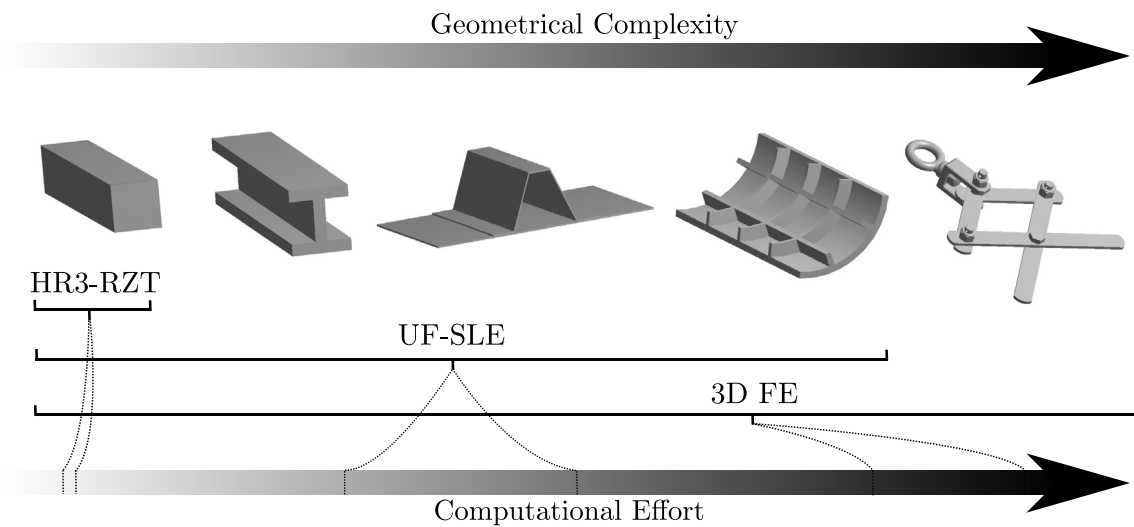 Geometrical Complexity
HR3-RZT
UF-SLE
3D FE
Computational Effort